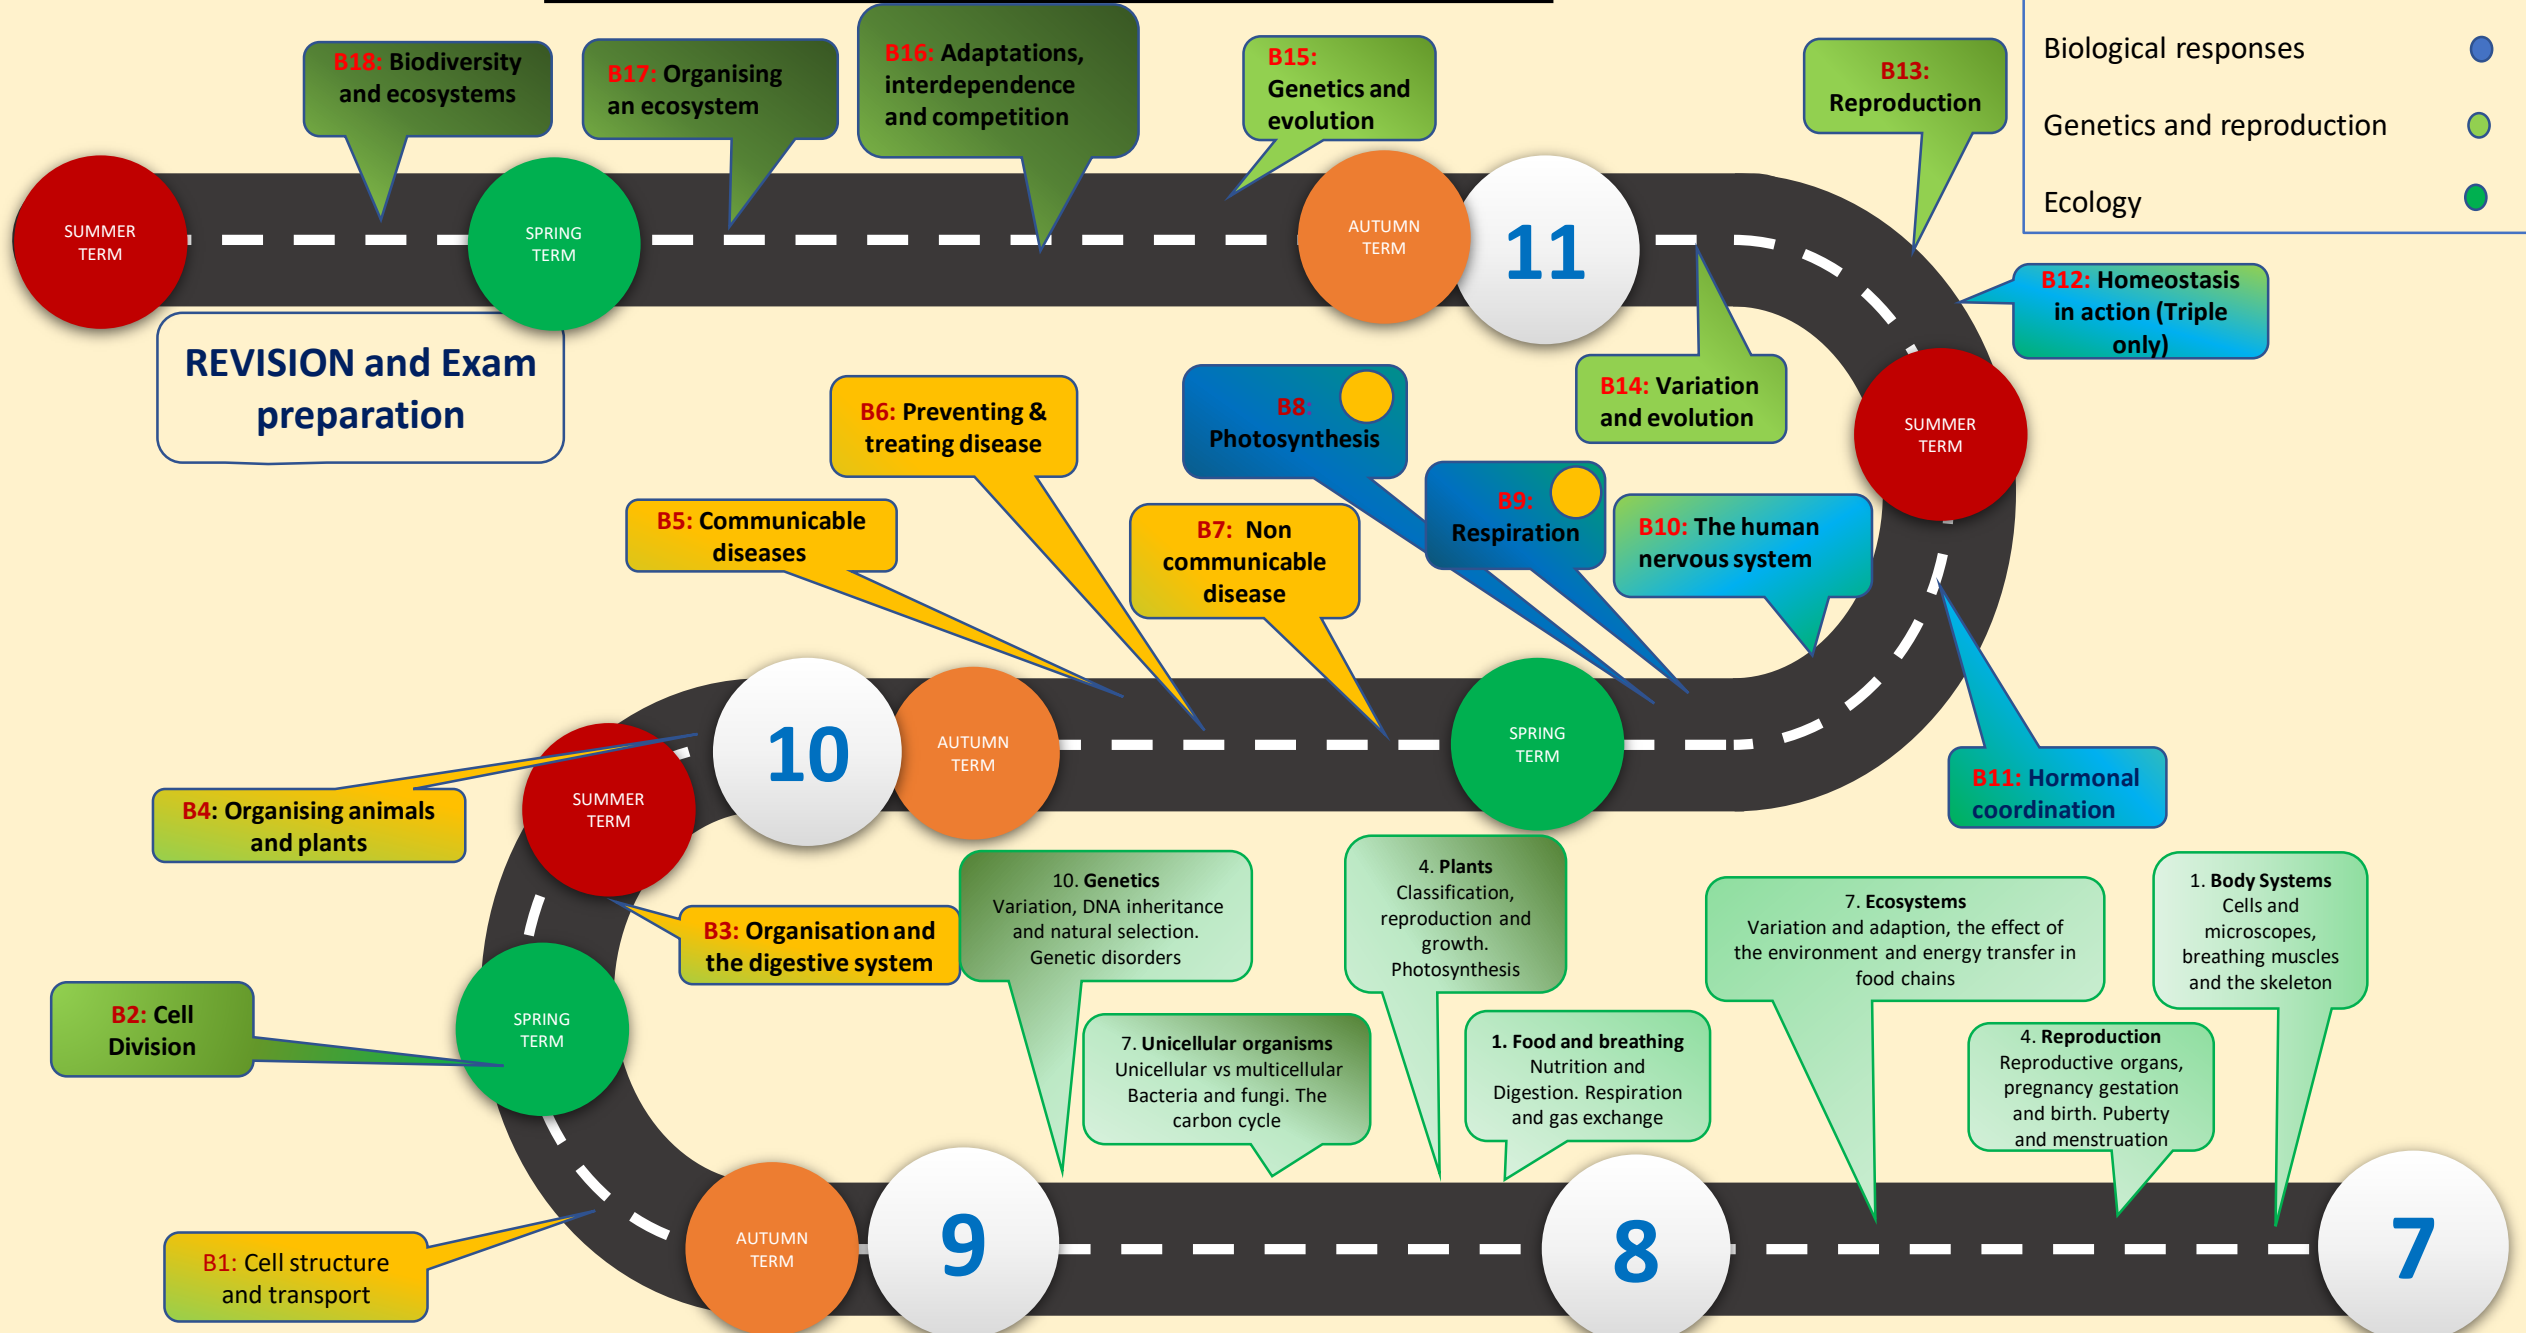 Biological responses
Genetics and reproduction
Ecology
B18: Biodiversity
and ecosystems
B17: Organising
an ecosystem
B16: Adaptations,
interdependence
and competition
B15:
Genetics and
evolution
B13:
Reproduction
SUMMER
TERM
SPRING
TERM
AUTUMN
TERM
11
B12: Homeostasis
in action (Triple
only)
REVISION and Exam
preparation
B14: Variation
and evolution
SUMMER
TERM
B6: Preventing &
treating disease
B8:
Photosynthesis
B5: Communicable
diseases
B7: Non
communicable
disease
B9:
Respiration
B10: The human
nervous system
10
AUTUMN
TERM
SPRING
TERM
B11: Hormonal
coordination
SUMMER
TERM
B4: Organising animals
and plants
B3: Organisation and
the digestive system
10. Genetics
Variation, DNA inheritance
and natural selection.
Genetic disorders
4. Plants
Classification,
reproduction and
growth.
Photosynthesis
7. Ecosystems
Variation and adaption, the effect of
the environment and energy transfer in
food chains
1. Body Systems
Cells and
microscopes,
breathing muscles
and the skeleton
B2: Cell
Division
SPRING
TERM
7. Unicellular organisms
Unicellular vs multicellular
Bacteria and fungi. The
carbon cycle
1. Food and breathing
Nutrition and
Digestion. Respiration
and gas exchange
4. Reproduction
Reproductive organs,
pregnancy gestation
and birth. Puberty
and menstruation
B1: Cell structure
and transport
AUTUMN
TERM
9
8
7